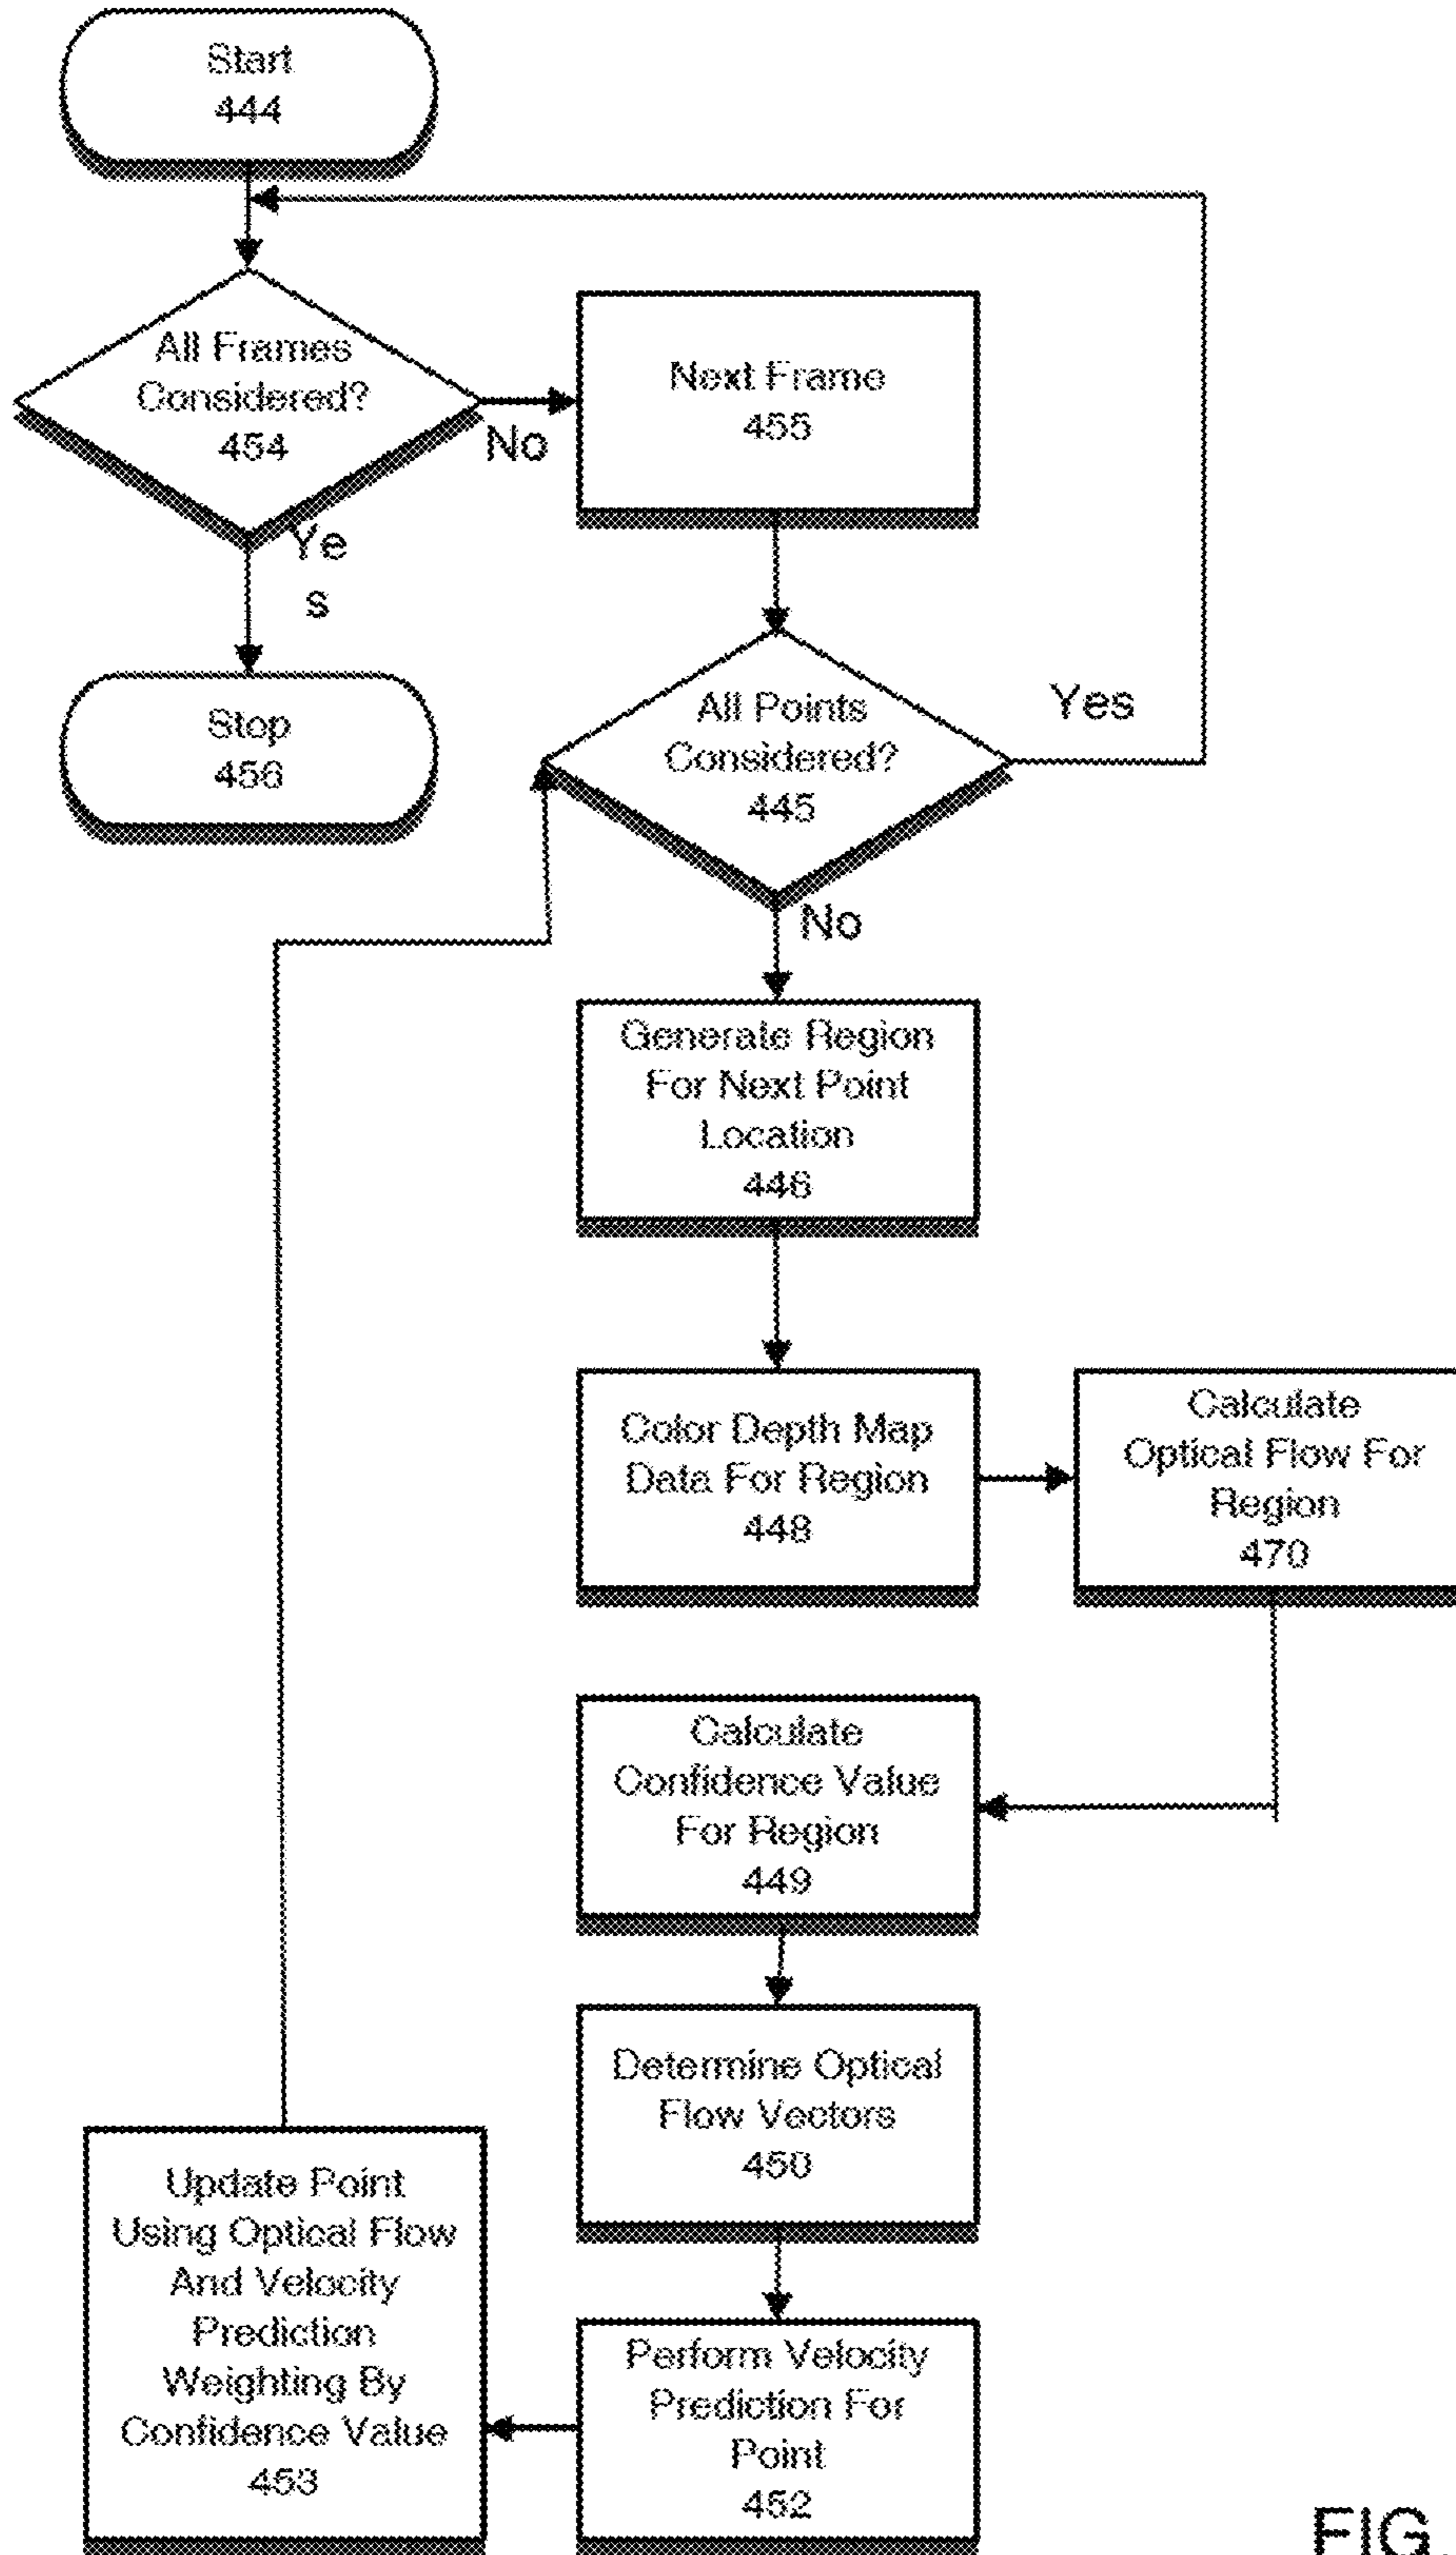 Start
444
All Frames
Considered?
454
No
Next Frame
455
Ye
s
Stop
456
All Points
Considered?
445
Yes
No
Generate Region
For Next Point
Location
446
Color Depth Map
Data For Region
448
Calculate
Optical Flow For
Region
470
Calculate
Confidence Value
For Region
449
Determine Optical
Flow Vectors
450
Perform Velocity
Prediction For
Point
452
Update Point
Using Optical Flow
And Velocity
Prediction
Weighting By
Confidence Value
453
FIG.